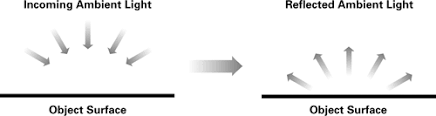 Incoming Ambient Light
Reflected Ambient Light
Object Surface
Object Surface